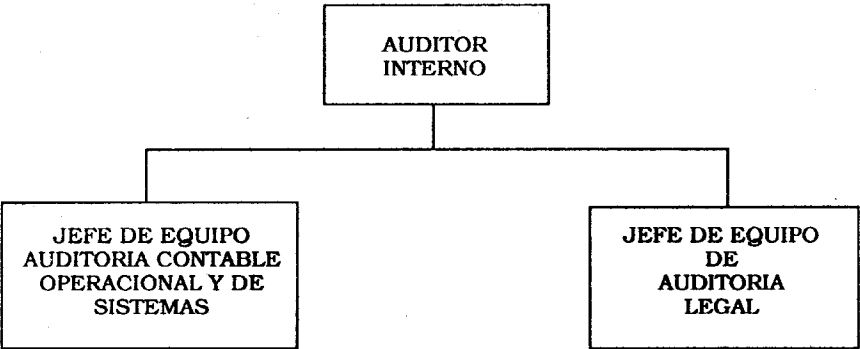 AUDITOR
INTERNO
JEFE DE EQUIPO
AUDITORIA CONTABLE
OPERACIONAL Y DE
SISTEMAS
JEFE DE EQUIPO
DE
AUDITORIA
LEGAL